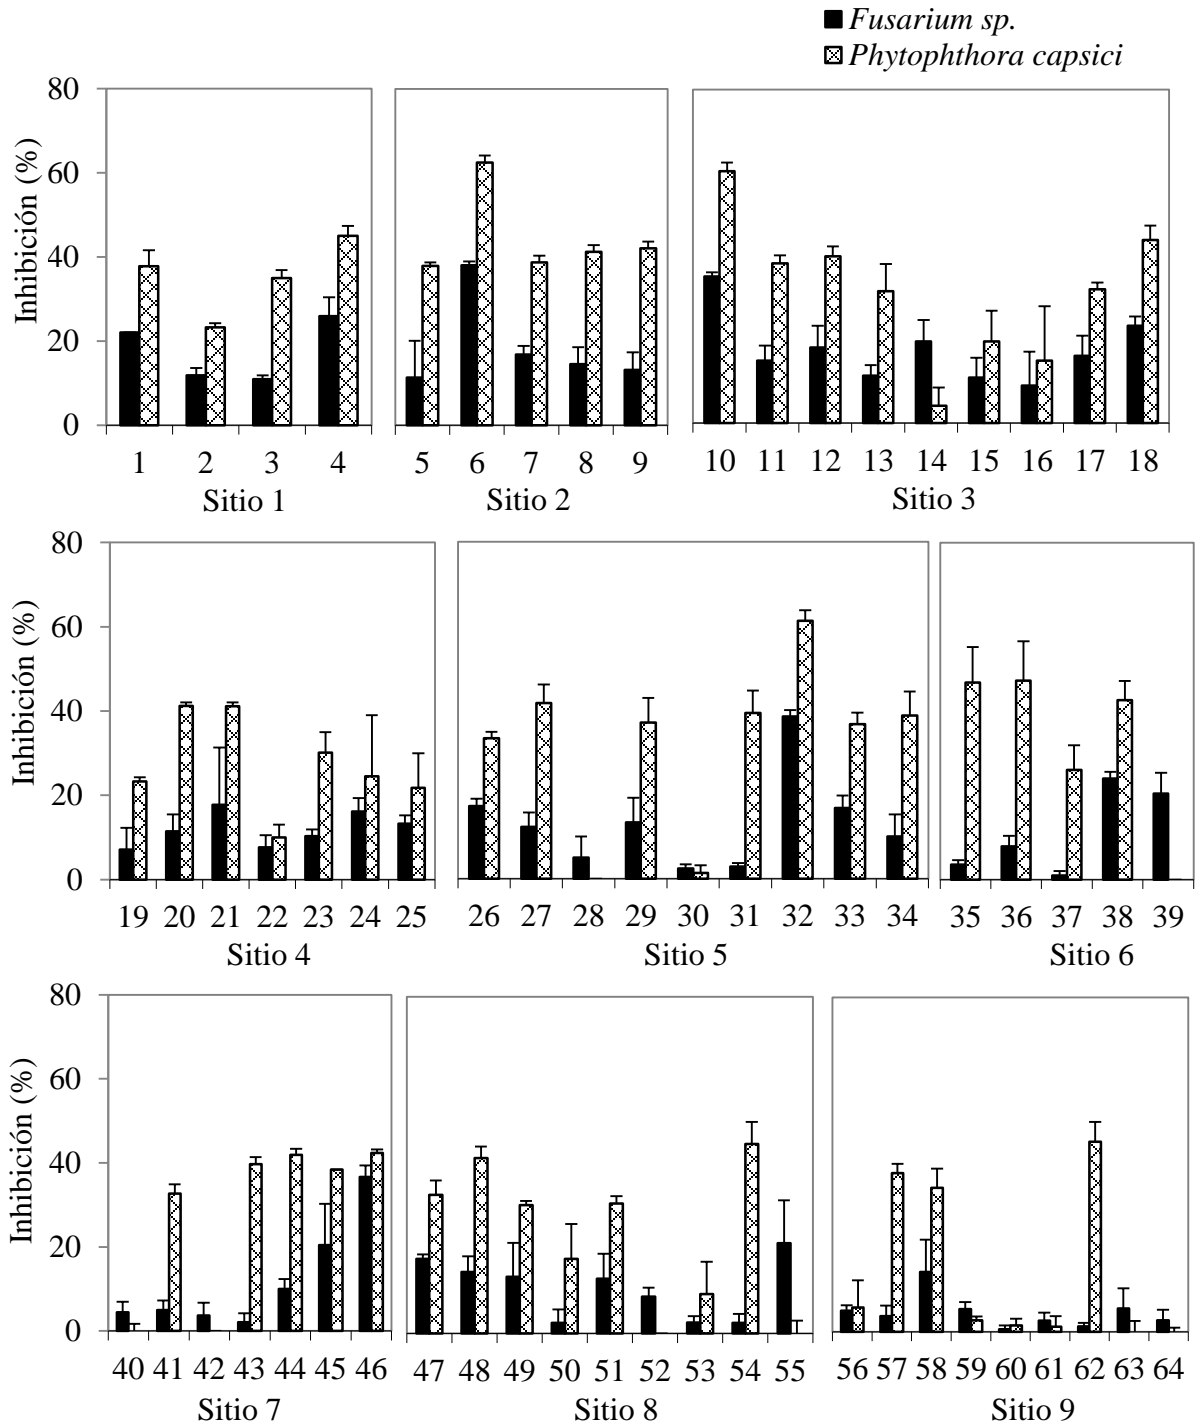 Fusarium sp.
Phytophthora capsici
Inhibición (%)
80
60
40
20
0
1 2 3 4
5 6 7 8 9
10 11 12 13 14 15 16 17 18
Sitio 1
Sitio 2
Sitio 3
Inhibición (%)
80
60
40
20
0
19 20 21 22 23 24 25
26 27 28 29 30 31 32 33 34
35 36 37 38 39
Sitio 4
Sitio 5
Sitio 6
Inhibición (%)
80
60
40
20
0
40 41 42 43 44 45 46
47 48 49 50 51 52 53 54 55
56 57 58 59 60 61 62 63 64
Sitio 7
Sitio 8
Sitio 9